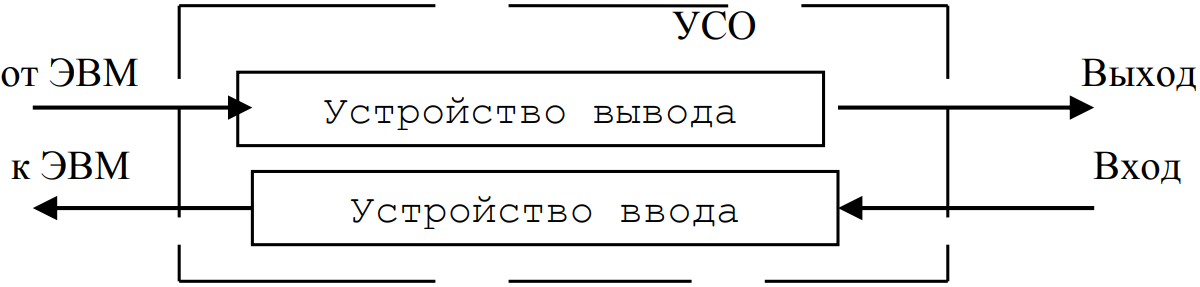 УСО
от ЭВМ
Выход
Устройство вывода
к ЭВМ
Вход
Устройство ввода